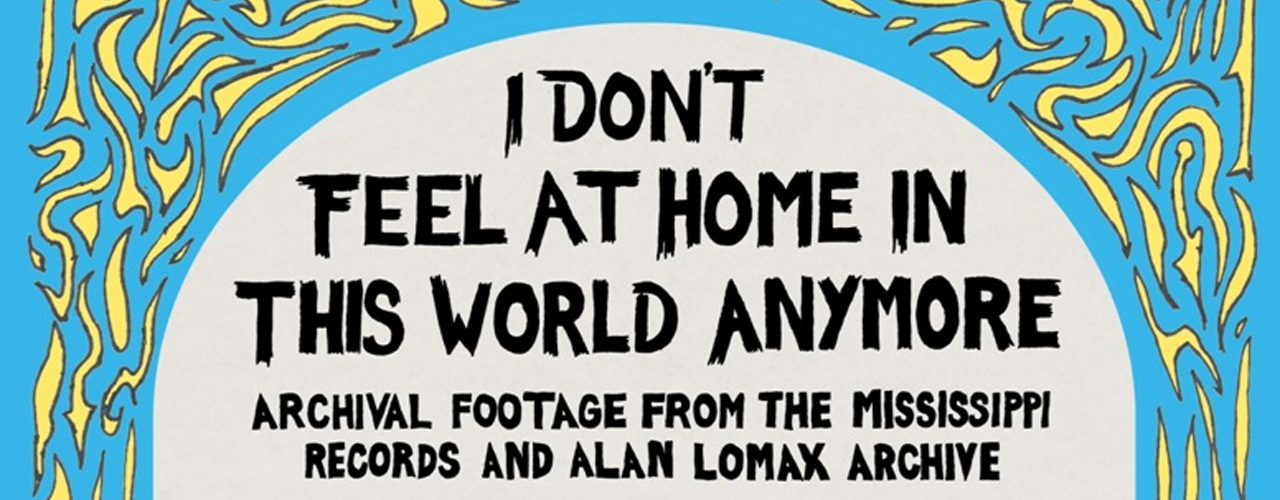 I DON'T
FEEL AT HOME IN
THIS WORLD ANYMORE
ARCHIVAL FOOTAGE FROM THE MISSISSIPPI
RECORDS AND ALAN LOMAX ARCHIVE